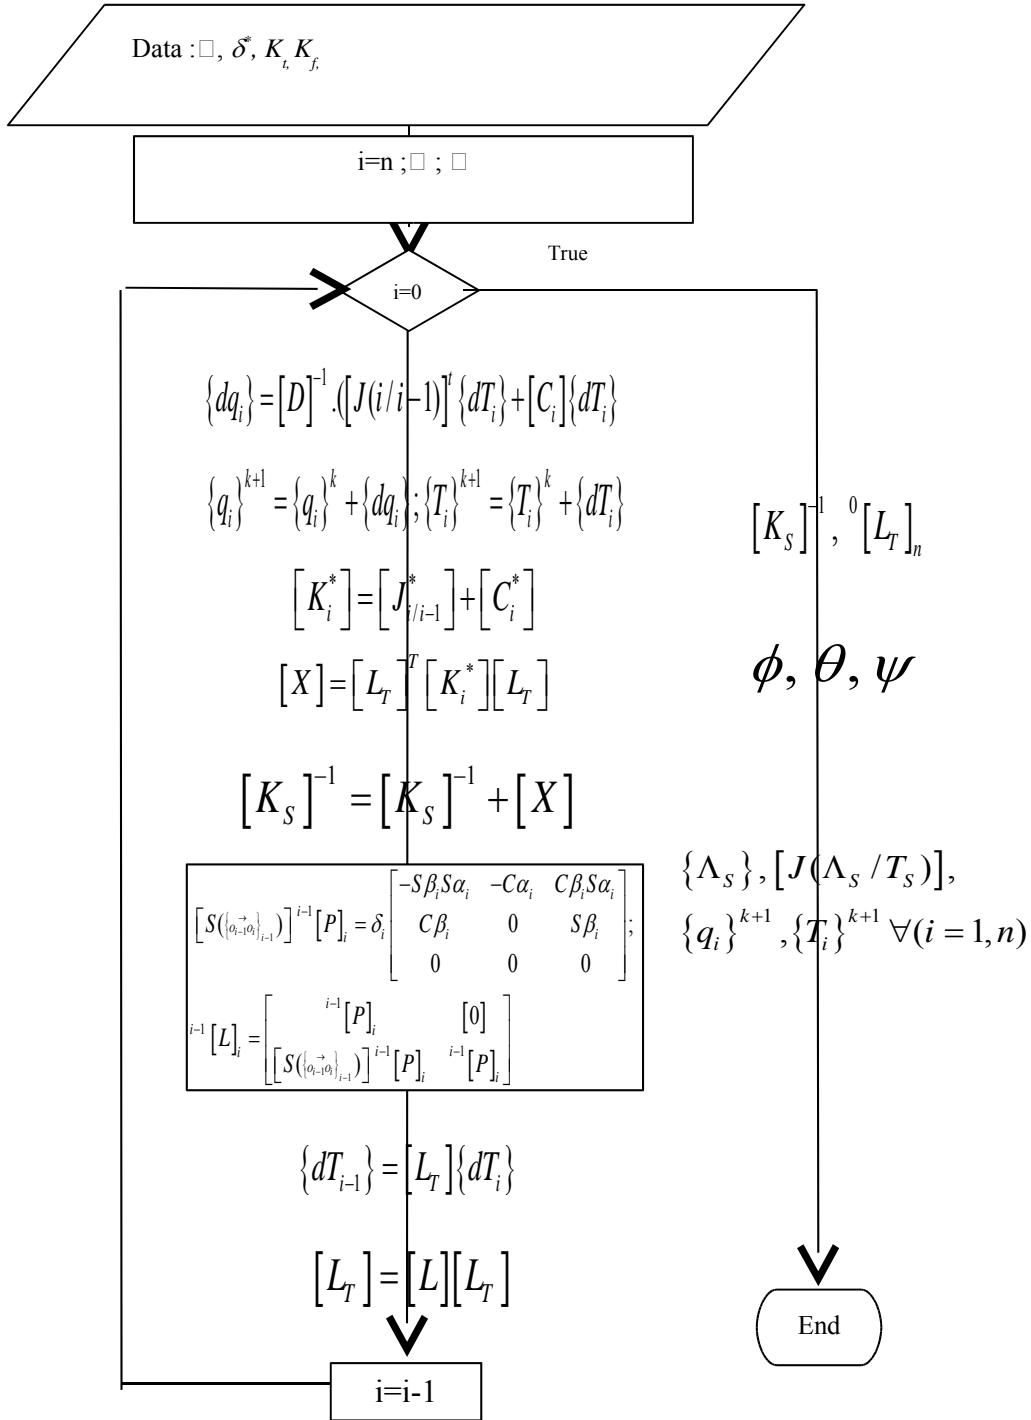 Data : □, δ*, K_t, K_f,
i=n ; □ ; □
True
i=0
{dq_i} = [D]^{-1} .([J(i/i−1)]^t {dT_i} + [C_i]{dT_i}
{q_i}^{k+1} = {q_i}^k + {dq_i} ; {T_i}^{k+1} = {T_i}^k + {dT_i}
[K_i^*] = [J_{i/i−1}^*] + [C_i^*]
[X] = [L_T]^T [K_i^*][L_T]
[K_S]^{-1} = [K_S]^{-1} + [X]
[S({\vec{o_{i−1}o_i}}_{i−1})] ^{i−1}[P]_i = δ_i [−Sβ_iSα_i −Cα_i Cβ_iSα_i
Cβ_i 0 Sβ_i
0 0 0] ;
^{i−1}[L]_i = [^{i−1}[P]_i [0]
[S({\vec{o_{i−1}o_i}}_{i−1})] ^{i−1}[P]_i ^{i−1}[P]_i]
{dT_{i−1}} = [L_T]{dT_i}
[L_T] = [L][L_T]
i=i-1
[K_S]^{-1} , ^0[L_T]_n
ϕ, θ, ψ
{Λ_S}, [J(Λ_S / T_S)],
{q_i}^{k+1} , {T_i}^{k+1} ∀(i = 1, n)
End